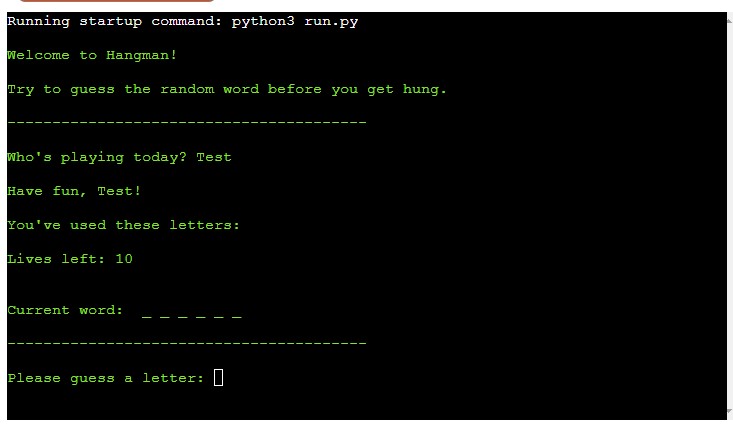 Running startup command: python3 run.py
Welcome to Hangman!
Try to guess the random word before you get hung.
----------------------------------------
Who's playing today? Test
Have fun, Test!
You've used these letters:
Lives left: 10
Current word:  _ _ _ _ _ _
----------------------------------------
Please guess a letter: